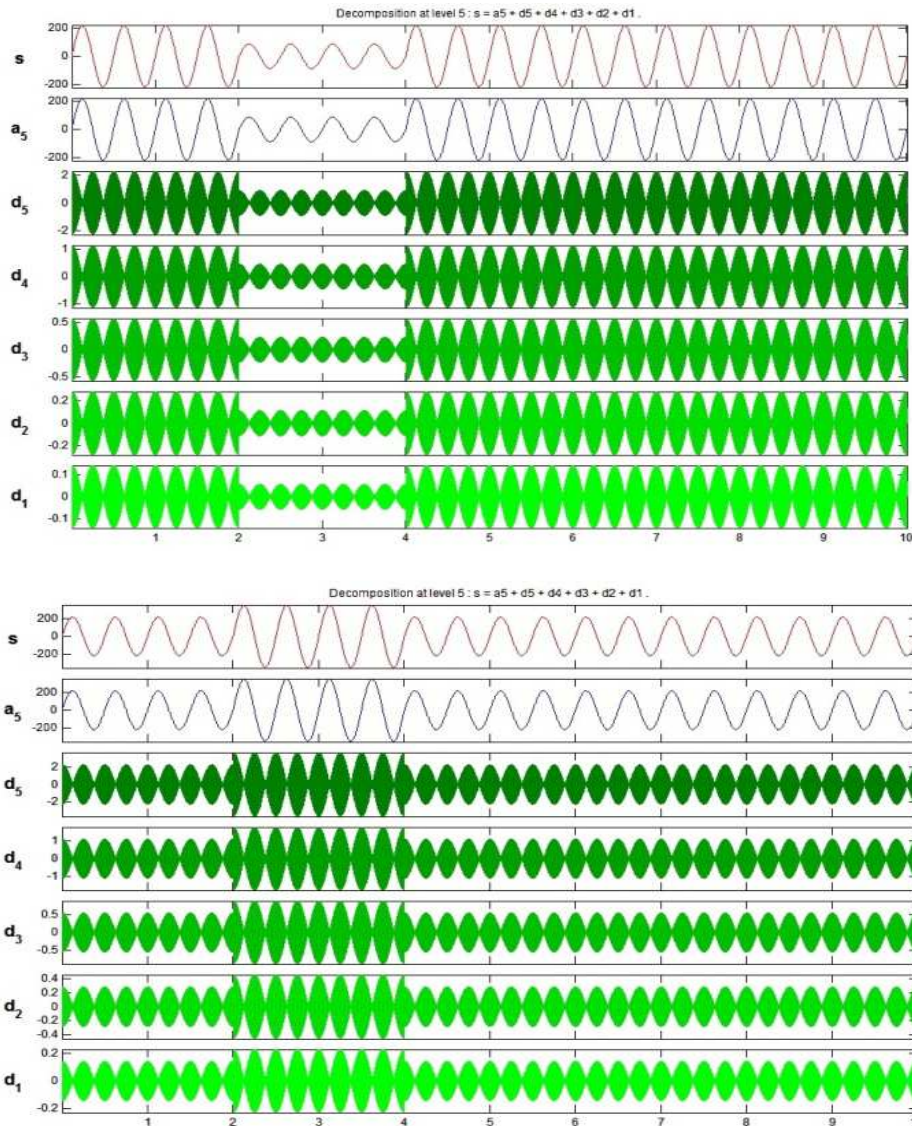 Decomposition at level 5 : s = a5 + d5 + d4 + d3 + d2 + d1 .
200
s 0
-200
200
a5 0
-200
2
d5 0
-2
1
d4 0
-1
0.5
d3 0
-0.5
0.2
d2 0
-0.2
0.1
d1 0
-0.1
1 2 3 4 5 6 7 8 9 10
Decomposition at level 5 : s = a5 + d5 + d4 + d3 + d2 + d1 .
200
s 0
-200
200
a5 0
-200
2
d5 0
-2
1
d4 0
-1
0.5
d3 0
-0.5
0.4
0.2
d2 0
-0.2
-0.4
0.2
d1 0
-0.2
1 2 3 4 5 6 7 8 9